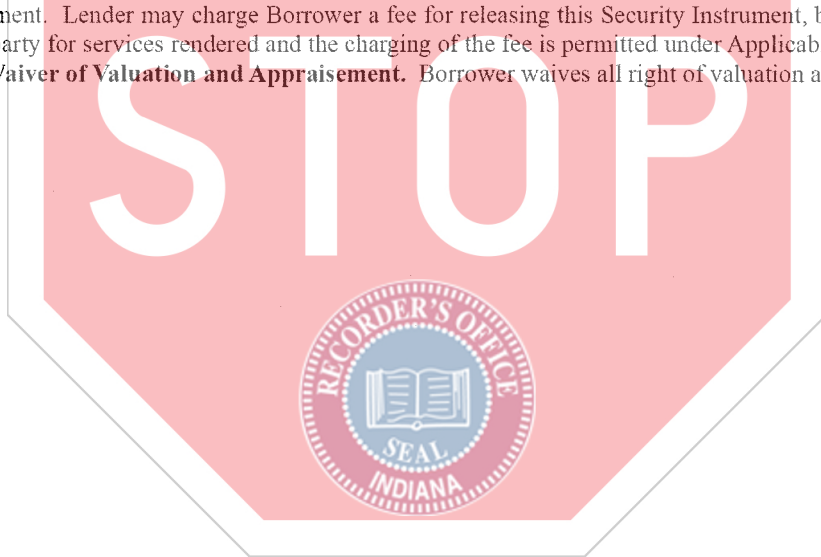 Lender may charge Borrower a fee for releasing this Security Instrument,
arty for services rendered and the charging of the fee is permitted under Applicab
aiver of Valuation and Appraisement. Borrower waives all right of valuation a
STOP
RECORDER'S OFFICE
SEAL
INDIANA